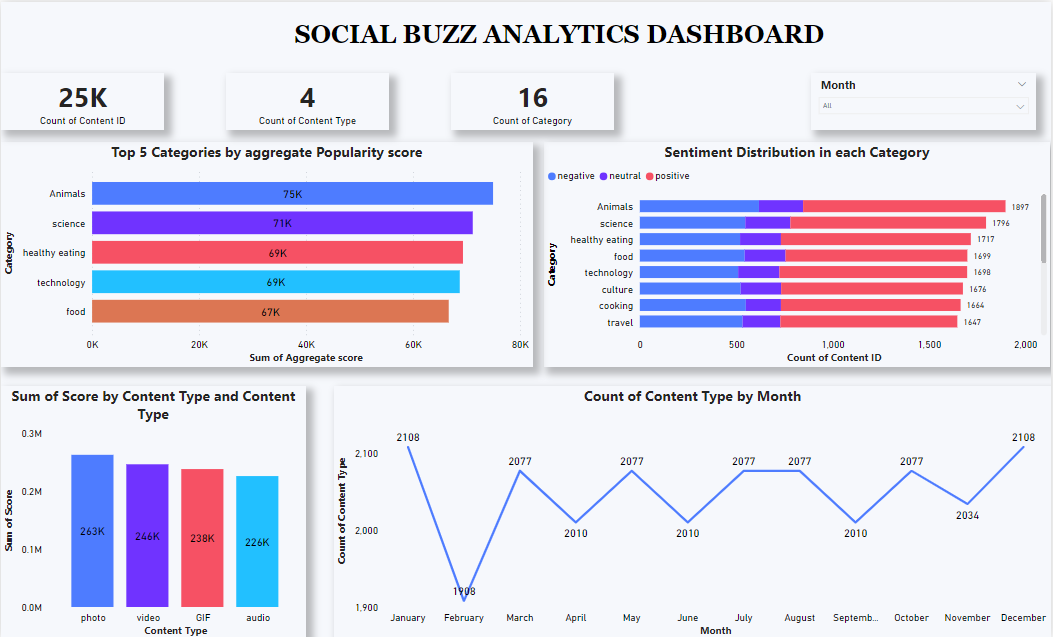 SOCIAL BUZZ ANALYTICS DASHBOARD
25K
Count of Content ID
4
Count of Content Type
16
Count of Category
Month
All
Top 5 Categories by aggregate Popularity score
Category
Animals
75K
science
71K
healthy eating
69K
technology
69K
food
67K
0K 20K 40K 60K 80K
Sum of Aggregate score
Sentiment Distribution in each Category
negative neutral positive
Category
Animals 1897
science 1796
healthy eating 1717
food 1699
technology 1698
culture 1676
cooking 1664
travel 1647
0 500 1,000 1,500 2,000
Count of Content ID
Sum of Score by Content Type and Content
Type
Sum of Score
0.3M
0.2M
0.1M
0.0M
263K 246K 238K 226K
photo video GIF audio
Content Type
Count of Content Type by Month
Count of Content Type
2,100
2,000
1,900
2108 1908 2077 2010 2077 2010 2077 2077 2010 2077 2034 2108
January February March April May June July August Septemb... October November December
Month